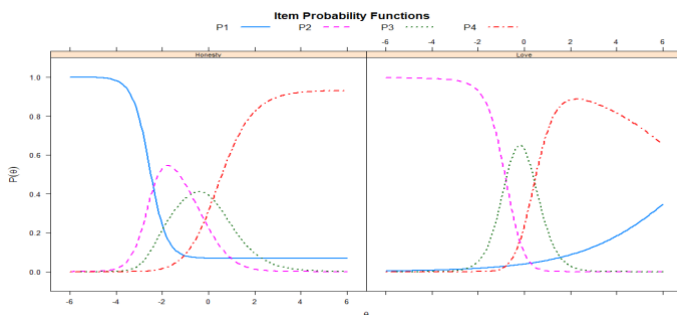 Item Probability Functions
P1 P2 P3 P4
-6 -4 -2 0 2 4 6
Honesty Love
1.0
0.8
0.6
0.4
0.2
0.0
P(θ)
-6 -4 -2 0 2 4 6
θ